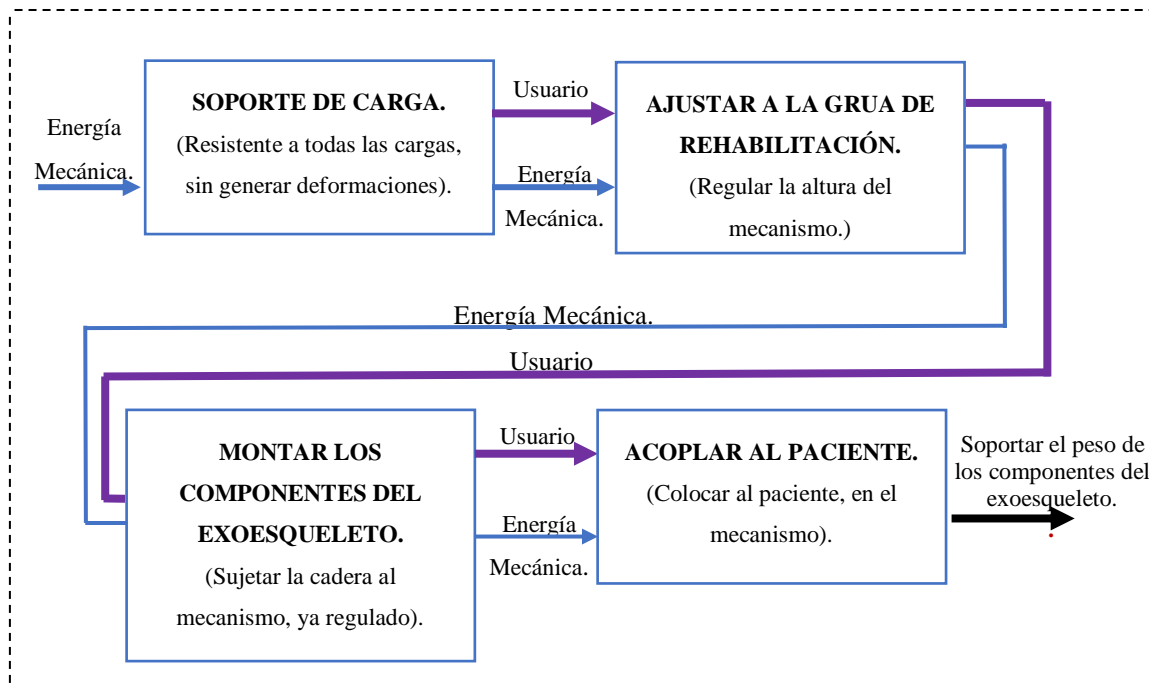 Energía
Mecánica.
SOPORTE DE CARGA.
(Resistente a todas las cargas,
sin generar deformaciones).
Usuario
Energía
Mecánica.
AJUSTAR A LA GRUA DE
REHABILITACIÓN.
(Regular la altura del
mecanismo.)
Energía Mecánica.
Usuario
MONTAR LOS
COMPONENTES DEL
EXOESQUELETO.
(Sujetar la cadera al
mecanismo, ya regulado).
Usuario
Energía
Mecánica.
ACOPLAR AL PACIENTE.
(Colocar al paciente, en el
mecanismo).
Soportar el peso de
los componentes del
exoesqueleto.